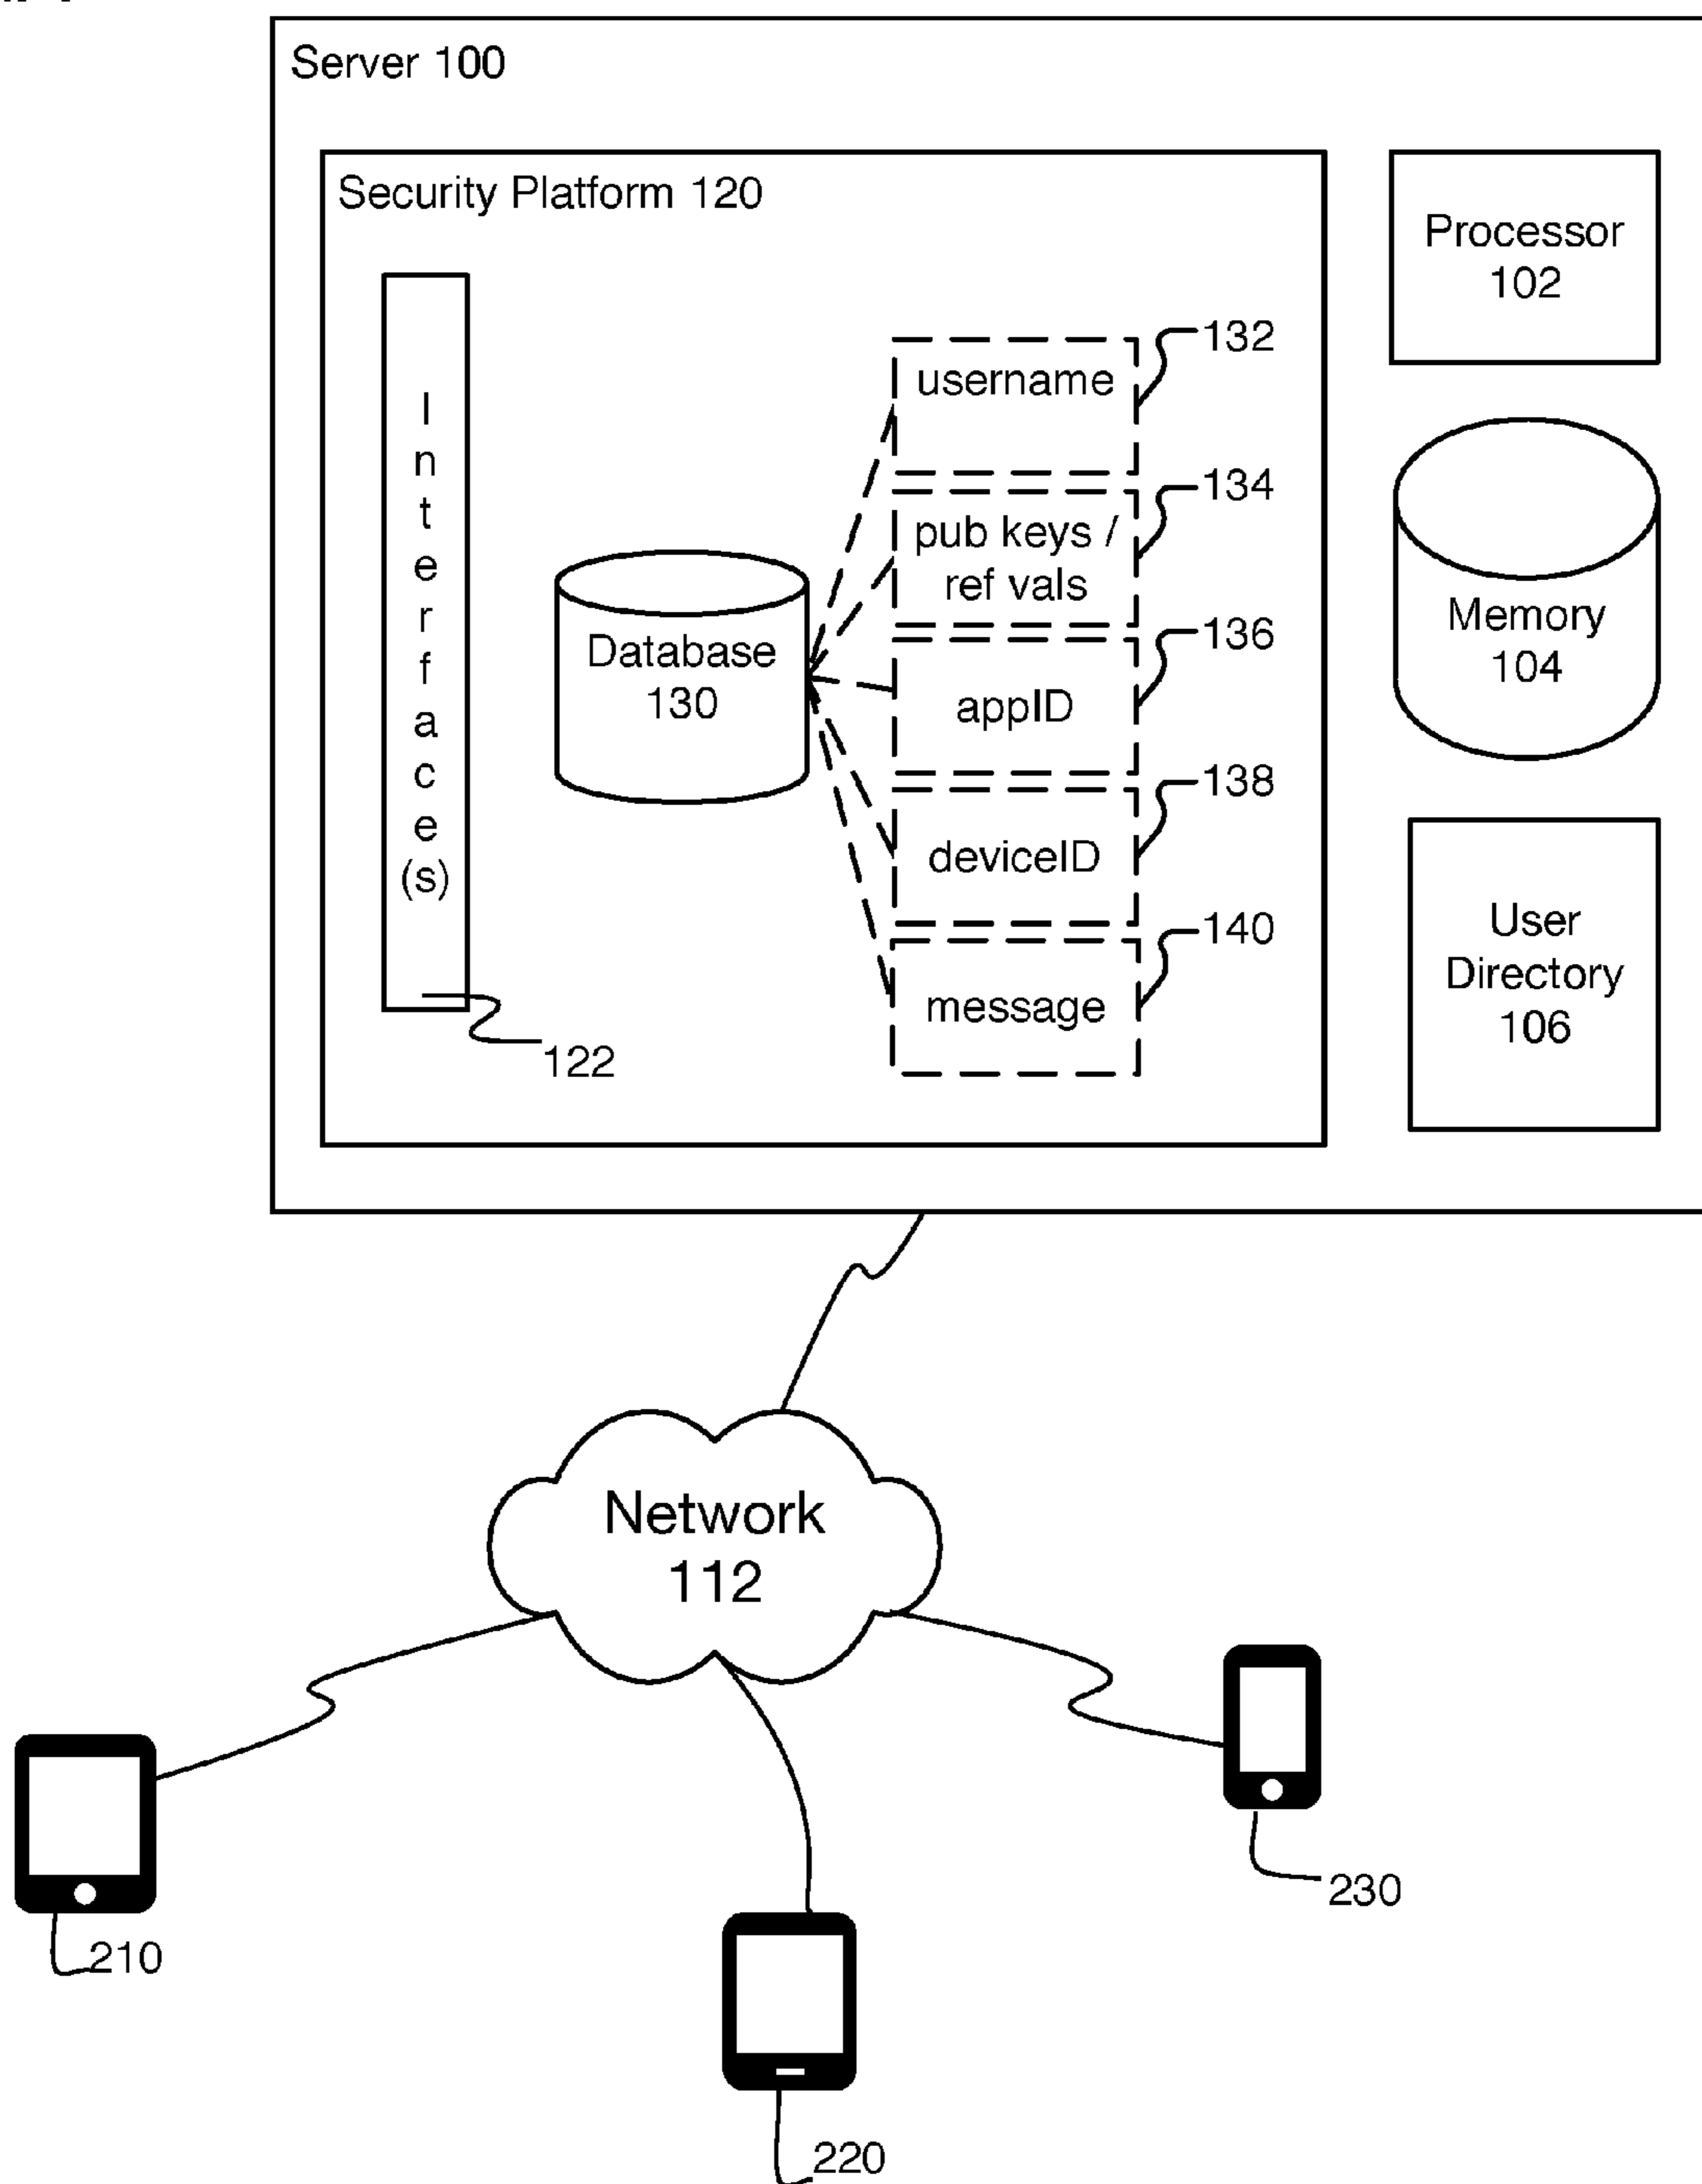 Server 100
Security Platform 120
Processor
102
132
username
I
n
t
e
r
f
a
c
e
(s)
134
pub keys /
ref vals
Database
130
136
appID
Memory
104
138
deviceID
140
message
User
Directory
106
122
Network
112
210
220
230